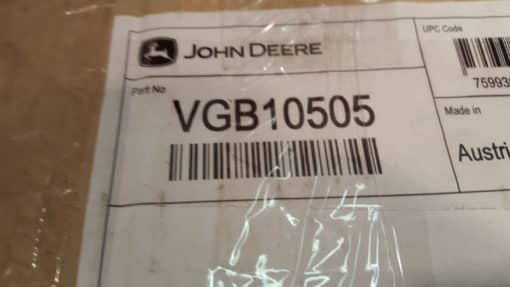 JOHN DEERE
UPC Code
Part No
VGB10505
75993
Made in
Austri